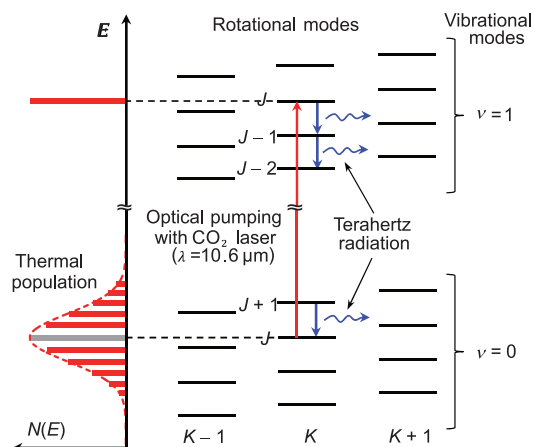 E
Rotational modes
Vibrational
modes
J
J – 1
J – 2
ν = 1
Optical pumping
with CO₂ laser
(λ = 10.6 μm)
Terahertz
radiation
Thermal
population
J + 1
J
ν = 0
N(E)
K – 1
K
K + 1